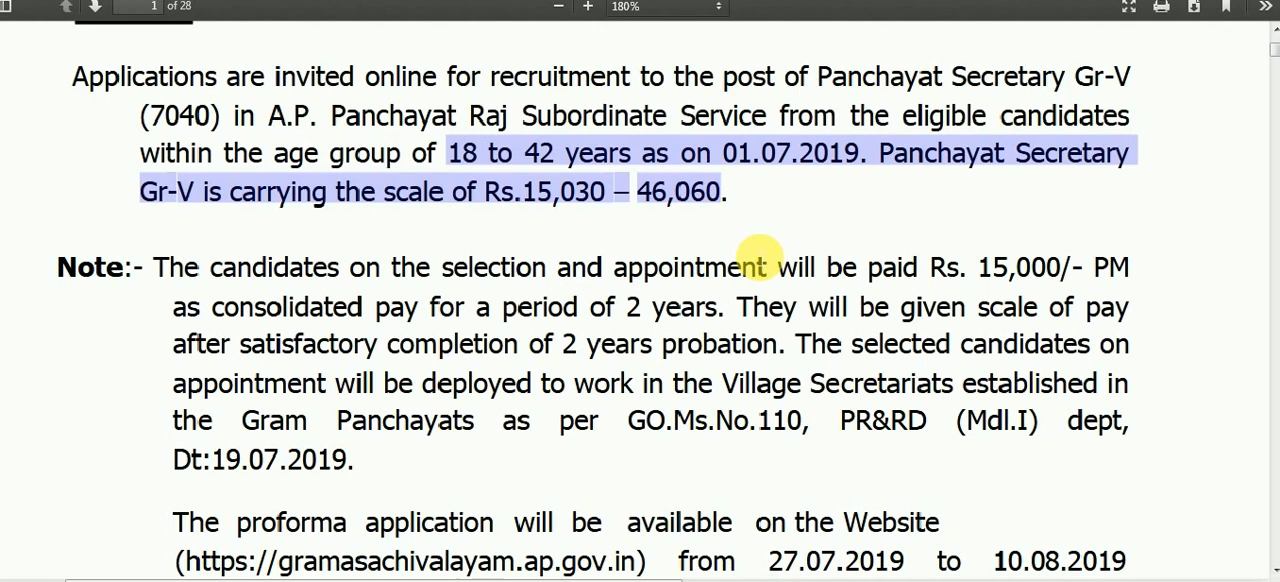 1 of 28
180%
Applications are invited online for recruitment to the post of Panchayat Secretary Gr-V
(7040) in A.P. Panchayat Raj Subordinate Service from the eligible candidates
within the age group of 18 to 42 years as on 01.07.2019. Panchayat Secretary
Gr-V is carrying the scale of Rs.15,030 – 46,060.
Note:- The candidates on the selection and appointment will be paid Rs. 15,000/- PM
as consolidated pay for a period of 2 years. They will be given scale of pay
after satisfactory completion of 2 years probation. The selected candidates on
appointment will be deployed to work in the Village Secretariats established in
the Gram Panchayats as per GO.Ms.No.110, PR&RD (Mdl.I) dept,
Dt:19.07.2019.
The proforma application will be available on the Website
(https://gramasachivalayam.ap.gov.in) from 27.07.2019 to 10.08.2019